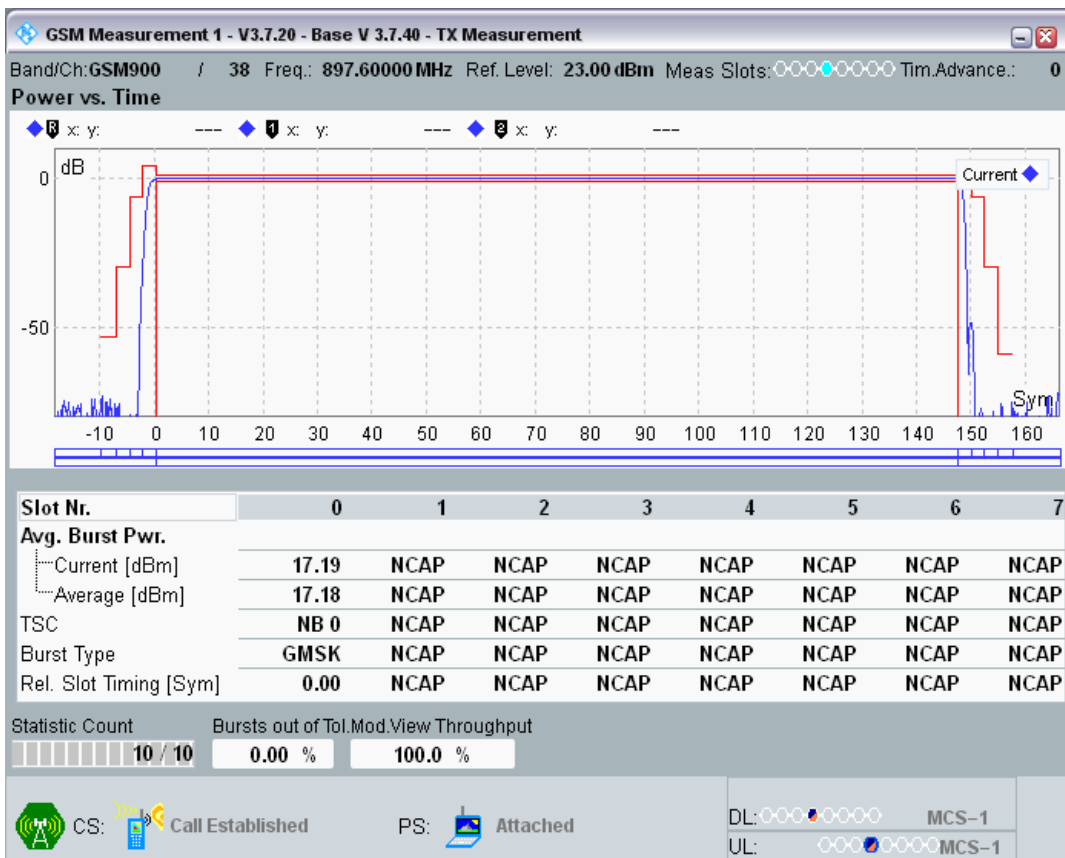 GSM Measurement 1 - V3.7.20 - Base V 3.7.40 - TX Measurement
Band/Ch:GSM900 / 38 Freq.: 897.60000 MHz Ref. Level: 23.00 dBm Meas Slots: Tim.Advance.: 0
Power vs. Time
R x: y: --- 1 x: y: --- 2 x: y: ---
dB
Current
0
-50
Sym
-10 0 10 20 30 40 50 60 70 80 90 100 110 120 130 140 150 160
Slot Nr. 0 1 2 3 4 5 6 7
Avg. Burst Pwr.
Current [dBm] 17.19 NCAP NCAP NCAP NCAP NCAP NCAP NCAP
Average [dBm] 17.18 NCAP NCAP NCAP NCAP NCAP NCAP NCAP
TSC NB 0 NCAP NCAP NCAP NCAP NCAP NCAP NCAP
Burst Type GMSK NCAP NCAP NCAP NCAP NCAP NCAP NCAP
Rel. Slot Timing [Sym] 0.00 NCAP NCAP NCAP NCAP NCAP NCAP NCAP
Statistic Count Bursts out of Tol.Mod.View Throughput
10 / 10 0.00 % 100.0 %
CS: Call Established PS: Attached
DL: MCS-1
UL: MCS-1